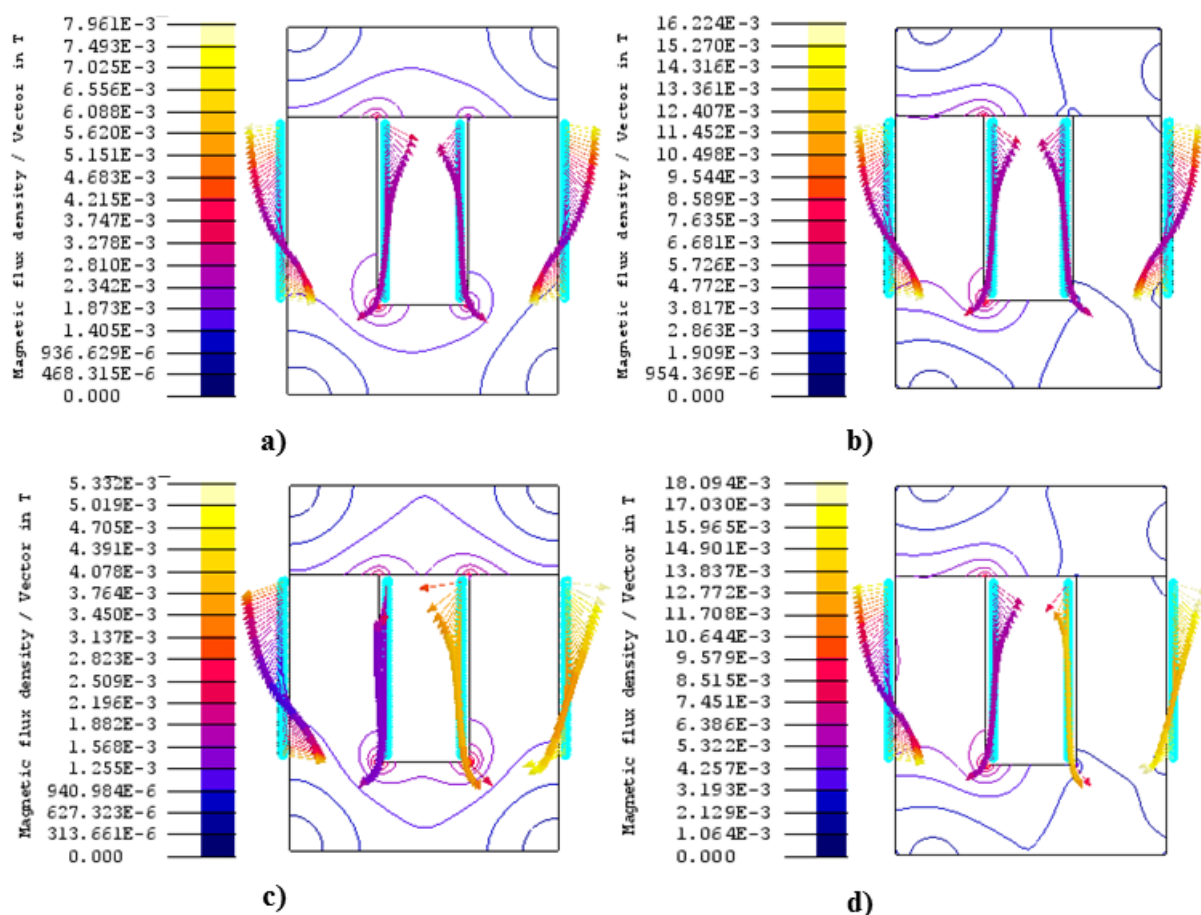 Magnetic flux density / Vector in T
7.961E-3
7.493E-3
7.025E-3
6.556E-3
6.088E-3
5.620E-3
5.151E-3
4.683E-3
4.215E-3
3.747E-3
3.278E-3
2.810E-3
2.342E-3
1.873E-3
1.405E-3
936.629E-6
468.315E-6
0.000
a)
Magnetic flux density / Vector in T
16.224E-3
15.270E-3
14.316E-3
13.361E-3
12.407E-3
11.452E-3
10.498E-3
9.544E-3
8.589E-3
7.635E-3
6.681E-3
5.726E-3
4.772E-3
3.817E-3
2.863E-3
1.909E-3
954.369E-6
0.000
b)
Magnetic flux density / Vector in T
5.332E-3
5.019E-3
4.705E-3
4.391E-3
4.078E-3
3.764E-3
3.450E-3
3.137E-3
2.823E-3
2.509E-3
2.196E-3
1.882E-3
1.568E-3
1.255E-3
940.984E-6
627.323E-6
313.661E-6
0.000
c)
Magnetic flux density / Vector in T
18.094E-3
17.030E-3
15.965E-3
14.901E-3
13.837E-3
12.772E-3
11.708E-3
10.644E-3
9.579E-3
8.515E-3
7.451E-3
6.386E-3
5.322E-3
4.257E-3
3.193E-3
2.129E-3
1.064E-3
0.000
d)